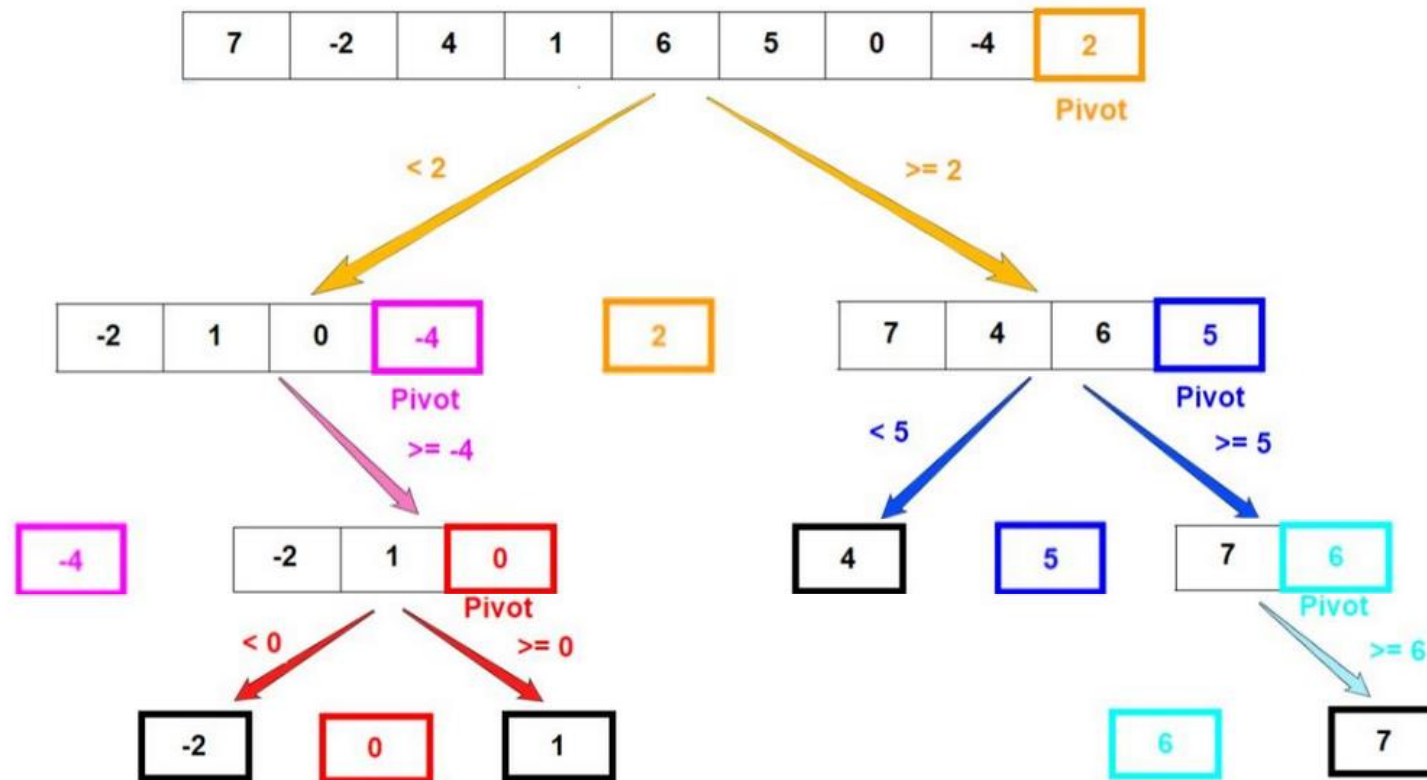 7 -2 4 1 6 5 0 -4 2
Pivot
< 2 >= 2
-2 1 0 -4 2 7 4 6 5
Pivot Pivot
>= -4 < 5 >= 5
-4 -2 1 0 4 5 7 6
Pivot Pivot
< 0 >= 0 >= 6
-2 0 1 6 7